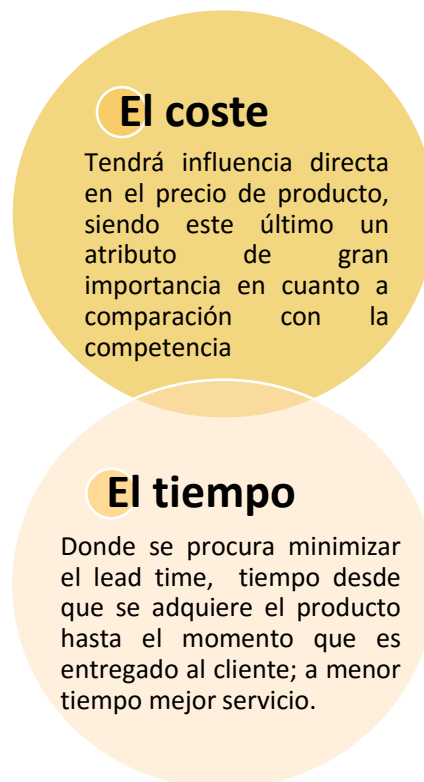 El coste
Tendrá influencia directa
en el precio de producto,
siendo este último un
atributo de gran
importancia en cuanto a
comparación con la
competencia
El tiempo
Donde se procura minimizar
el lead time, tiempo desde
que se adquiere el producto
hasta el momento que es
entregado al cliente; a menor
tiempo mejor servicio.